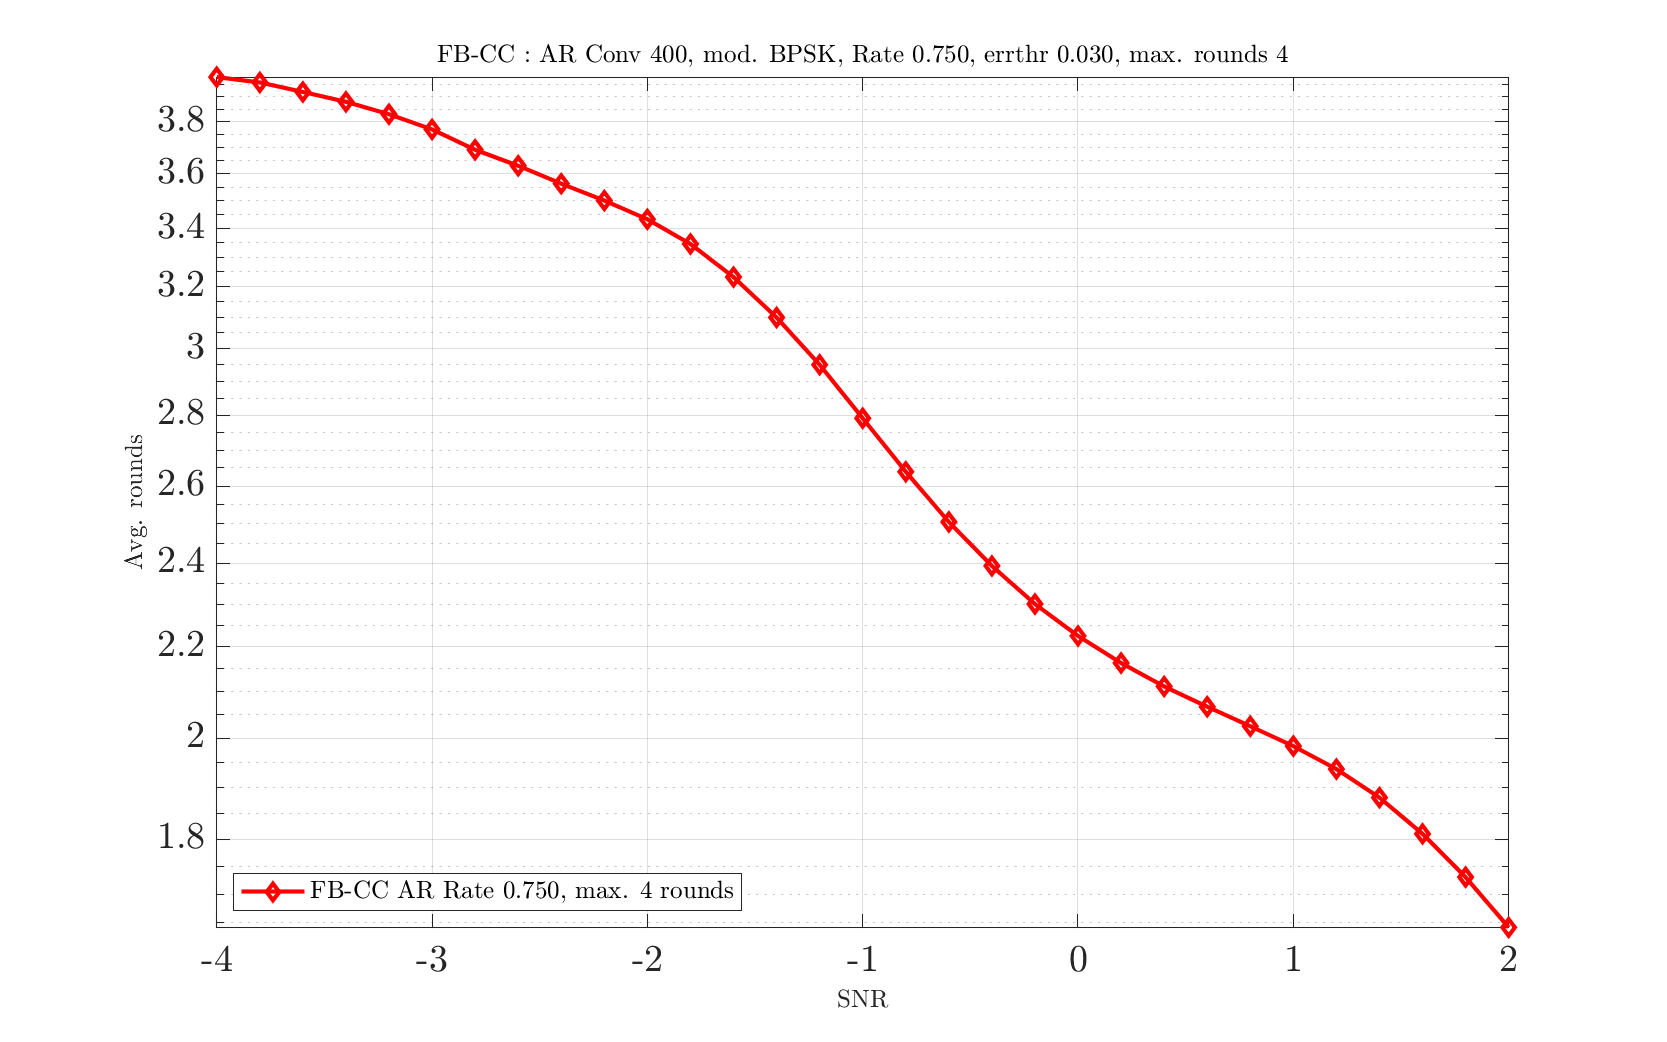 FB-CC : AR Conv 400, mod. BPSK, Rate 0.750, errthr 0.030, max. rounds 4
3.8
3.6
3.4
3.2
3
2.8
2.6
2.4
2.2
2
1.8
Avg. rounds
FB-CC AR Rate 0.750, max. 4 rounds
-4 -3 -2 -1 0 1 2
SNR